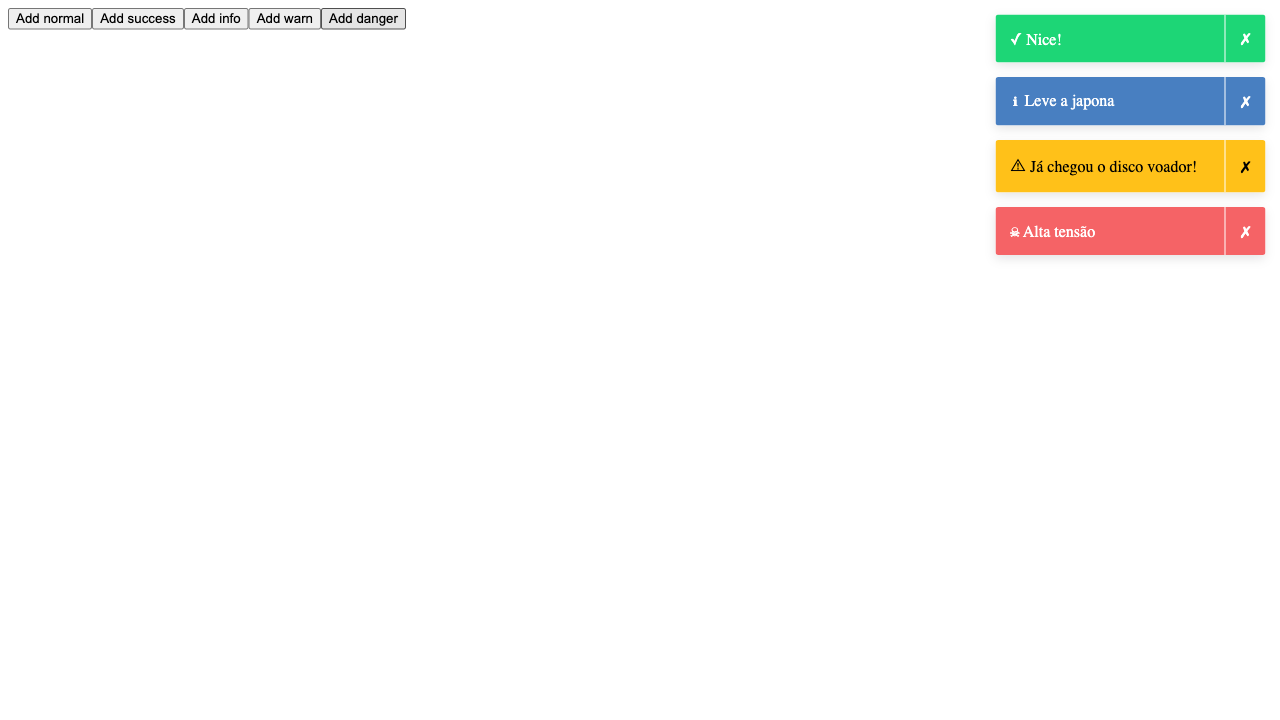 Add normal Add success Add info Add warn Add danger
✓ Nice! ✗
ℹ Leve a japona ✗
⚠ Já chegou o disco voador! ✗
☠ Alta tensão ✗